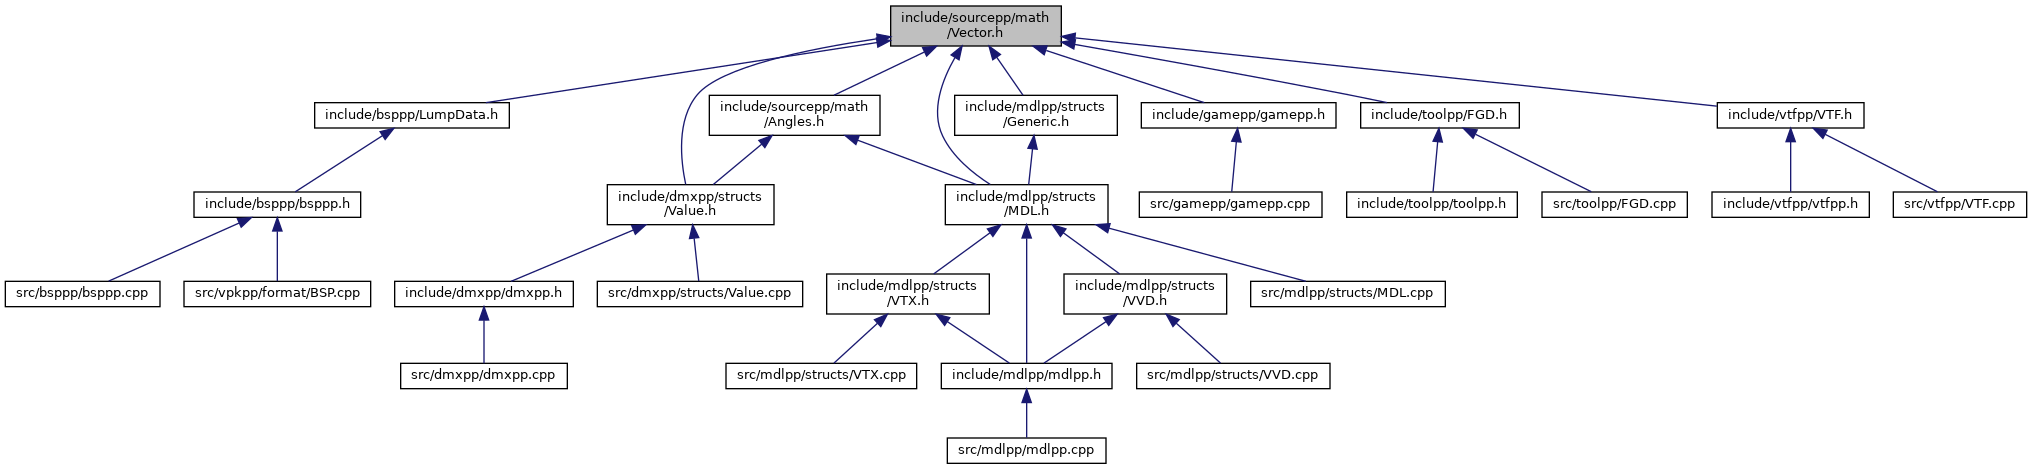 include/sourcepp/math
/Vector.h
include/bsppp/LumpData.h
include/sourcepp/math
/Angles.h
include/mdlpp/structs
/Generic.h
include/gamepp/gamepp.h
include/toolpp/FGD.h
include/vtfpp/VTF.h
include/bsppp/bsppp.h
include/dmxpp/structs
/Value.h
include/mdlpp/structs
/MDL.h
src/gamepp/gamepp.cpp
include/toolpp/toolpp.h
src/toolpp/FGD.cpp
include/vtfpp/vtfpp.h
src/vtfpp/VTF.cpp
src/bsppp/bsppp.cpp
src/vpkpp/format/BSP.cpp
include/dmxpp/dmxpp.h
src/dmxpp/structs/Value.cpp
include/mdlpp/structs
/VTX.h
include/mdlpp/structs
/VVD.h
src/mdlpp/structs/MDL.cpp
src/dmxpp/dmxpp.cpp
src/mdlpp/structs/VTX.cpp
include/mdlpp/mdlpp.h
src/mdlpp/structs/VVD.cpp
src/mdlpp/mdlpp.cpp